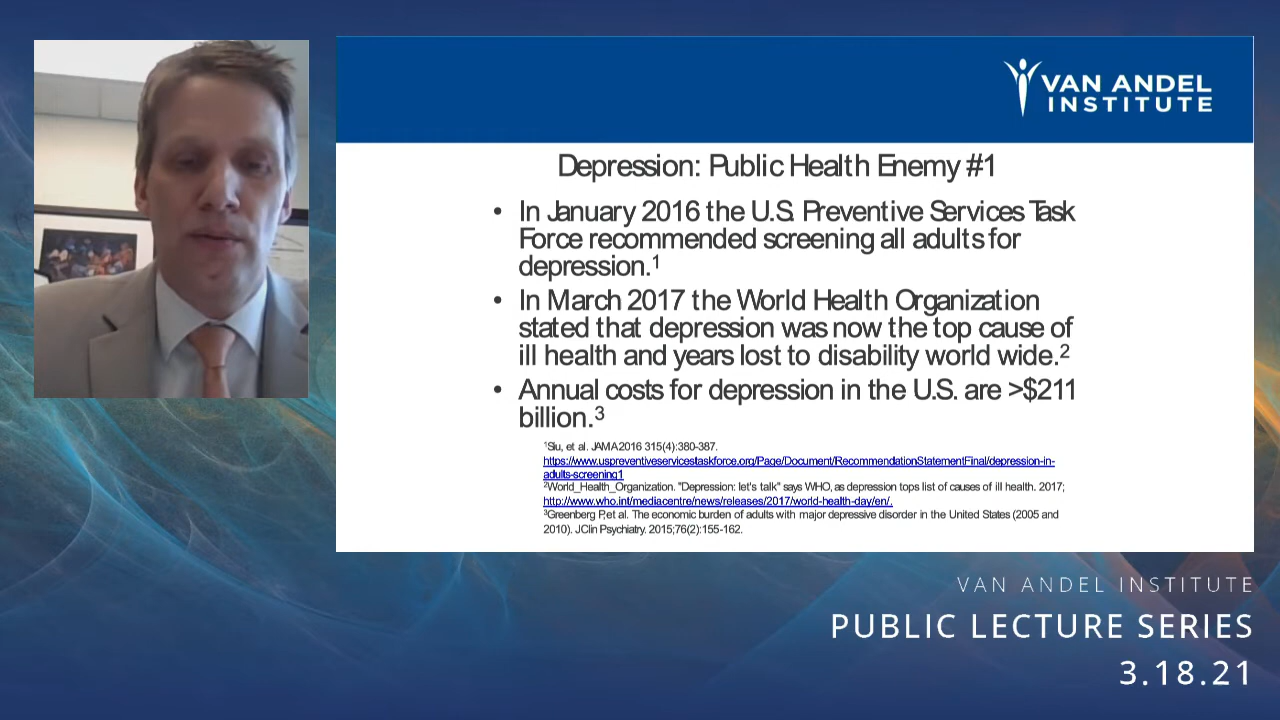 VAN ANDEL
INSTITUTE
Depression: Public Health Enemy #1
• In January 2016 the U.S. Preventive Services Task
Force recommended screening all adults for
depression.1
• In March 2017 the World Health Organization
stated that depression was now the top cause of
ill health and years lost to disability world wide.2
• Annual costs for depression in the U.S. are >$211
billion.3
1Siu, et al. JAMA 2016 315(4):380-387.
https://www.uspreventiveservicestaskforce.org/Page/Document/RecommendationStatementFinal/depression-in-
adults-screening1
2World_Health_Organization. "Depression: let's talk" says WHO, as depression tops list of causes of ill health. 2017;
http://www.who.int/mediacentre/news/releases/2017/world-health-day/en/.
3Greenberg P, et al. The economic burden of adults with major depressive disorder in the United States (2005 and
2010). J Clin Psychiatry. 2015;76(2):155-162.
VAN ANDEL INSTITUTE
PUBLIC LECTURE SERIES
3.18.21